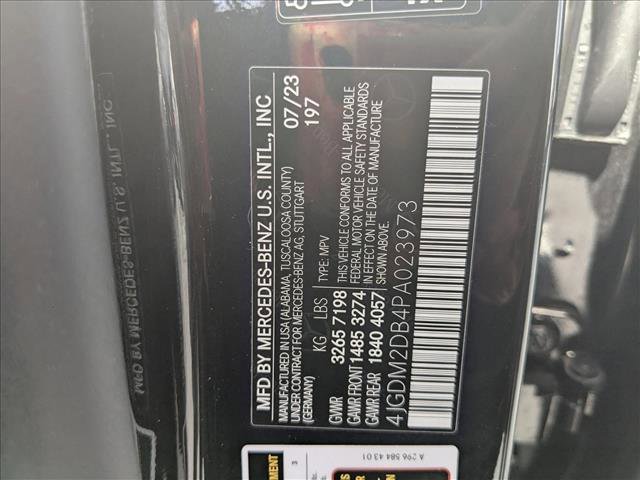 MFD BY MERCEDES-BENZ U.S. INTL., INC
MANUFACTURED IN USA (ALABAMA, TUSCALOOSA COUNTY)
UNDER CONTRACT FOR MERCEDES-BENZ AG, STUTTGART
(GERMANY)
07/23
197
KG LBS
TYPE: MPV
GVWR 3265 7198
GAWR FRONT 1485 3274
GAWR REAR 1840 4057
THIS VEHICLE CONFORMS TO ALL APPLICABLE
FEDERAL MOTOR VEHICLE SAFETY STANDARDS
IN EFFECT ON THE DATE OF MANUFACTURE
SHOWN ABOVE.
4JGDM2DB4PA023973
A 296 584 43 01
3